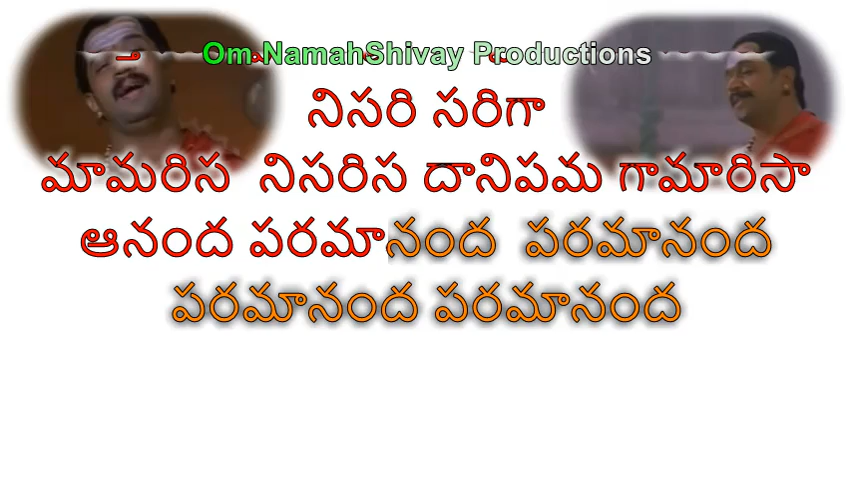 Om NamahShivay Productions
నిసరి సరిగా
మామరిస నిసరిస దానిపమ గామారిసా
ఆనంద పరమానంద పరమానంద
పరమానంద పరమానంద